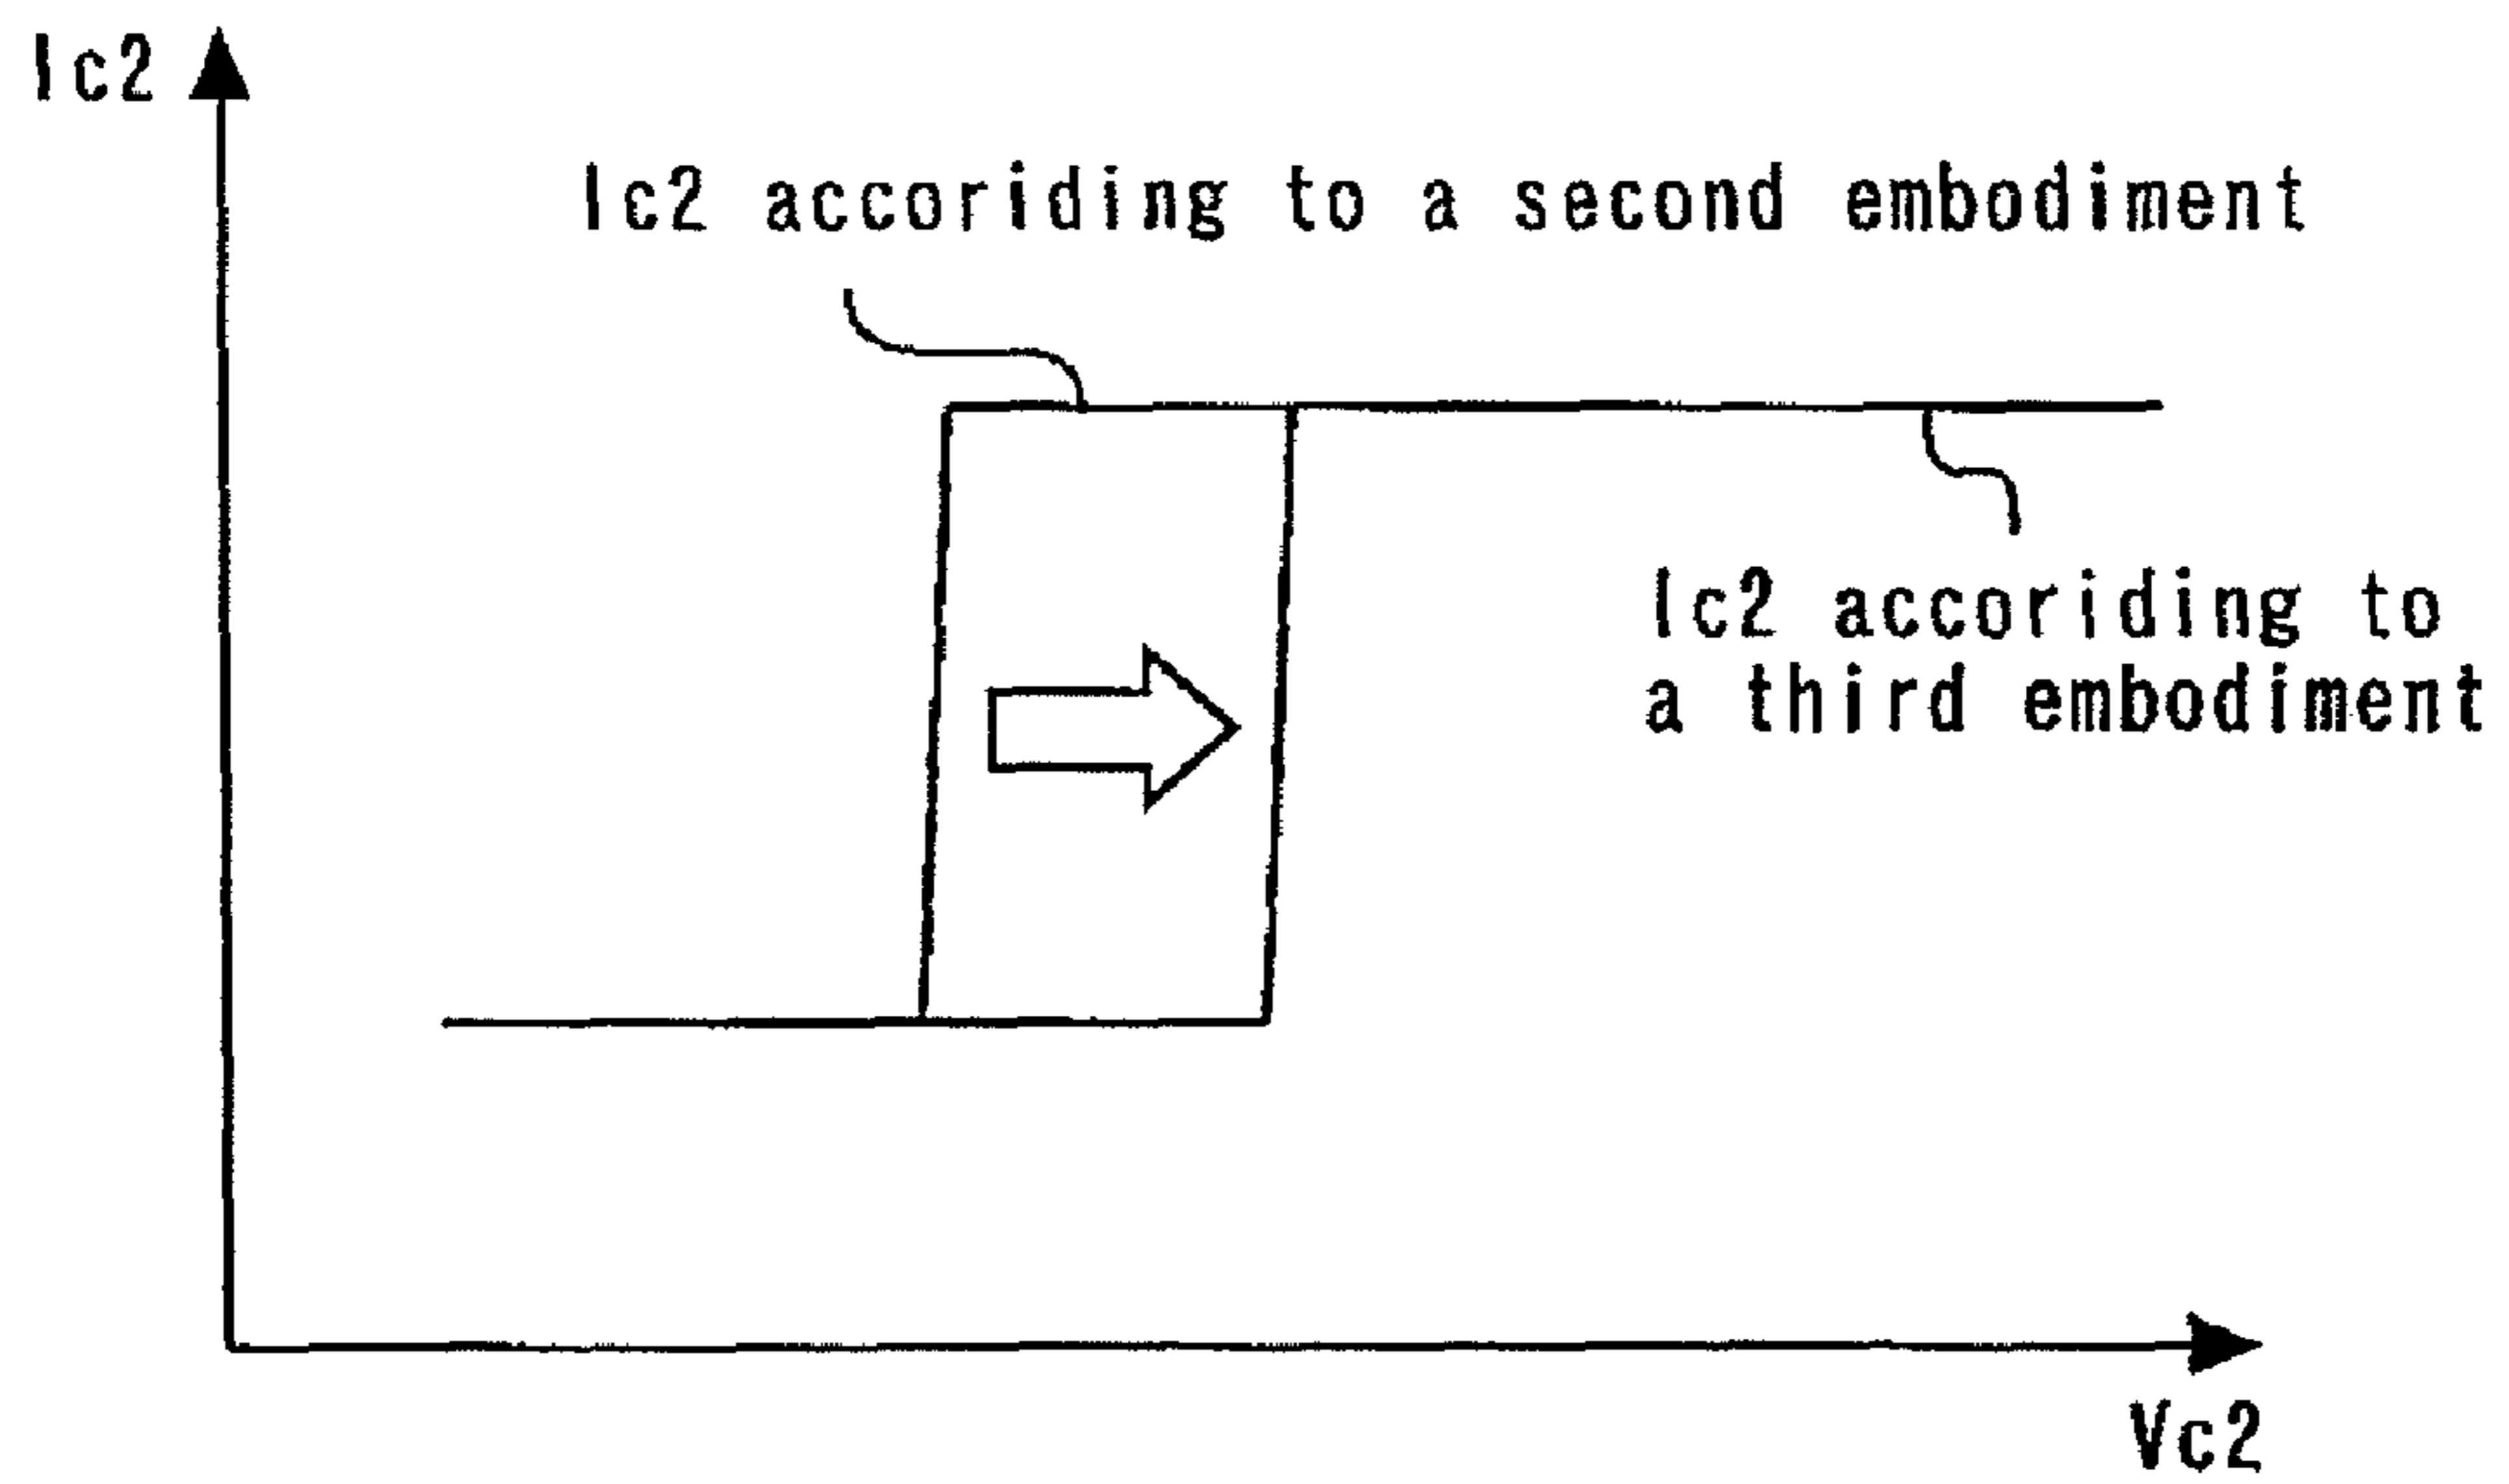 Ic2
Ic2 accoriding to a second embodiment
Ic2 accoriding to
a third embodiment
Vc2